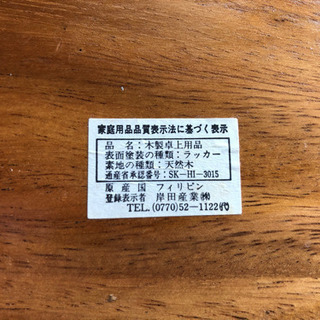 家庭用品品質表示法に基づく表示
品名：木製卓上用品
表面塗装の種類：ラッカー
素地の種類：天然木
通産省承認番号：SK-HI-3015
原産国 フィリピン
登録表示者 岸田産業㈱
TEL.(0770)52-1122㈹